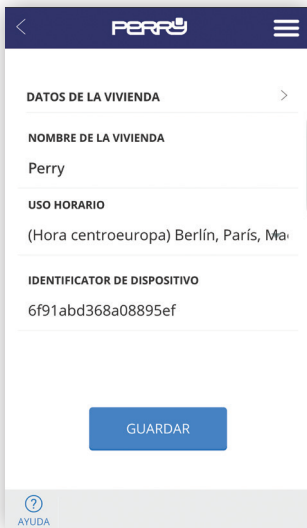 PERRY
DATOS DE LA VIVIENDA
NOMBRE DE LA VIVIENDA
Perry
USO HORARIO
(Hora centroeuropa) Berlín, París, Ma
IDENTIFICATOR DE DISPOSITIVO
6f91abd368a08895ef
GUARDAR
AYUDA